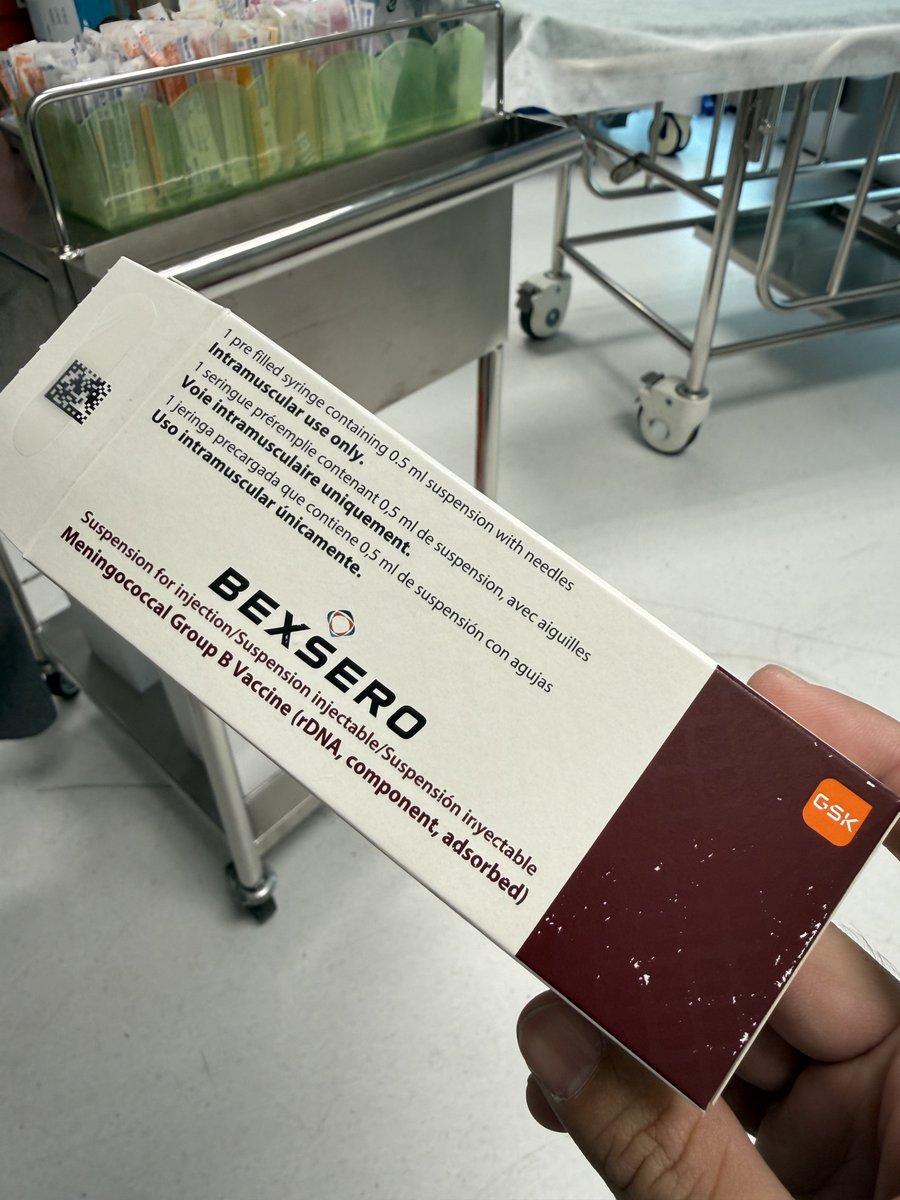 1 pre filled syringe containing 0.5 ml suspension with needles
Intramuscular use only.
1 seringue préremplie contenant 0,5 ml de suspension, avec aiguilles
Voie intramusculaire uniquement.
1 jeringa precargada que contiene 0,5 ml de suspensión con agujas
Uso intramuscular únicamente.
BEXSERO
Suspension for injection/Suspension injectable/Suspensión inyectable
Meningococcal Group B Vaccine (rDNA, component, adsorbed)
GSK